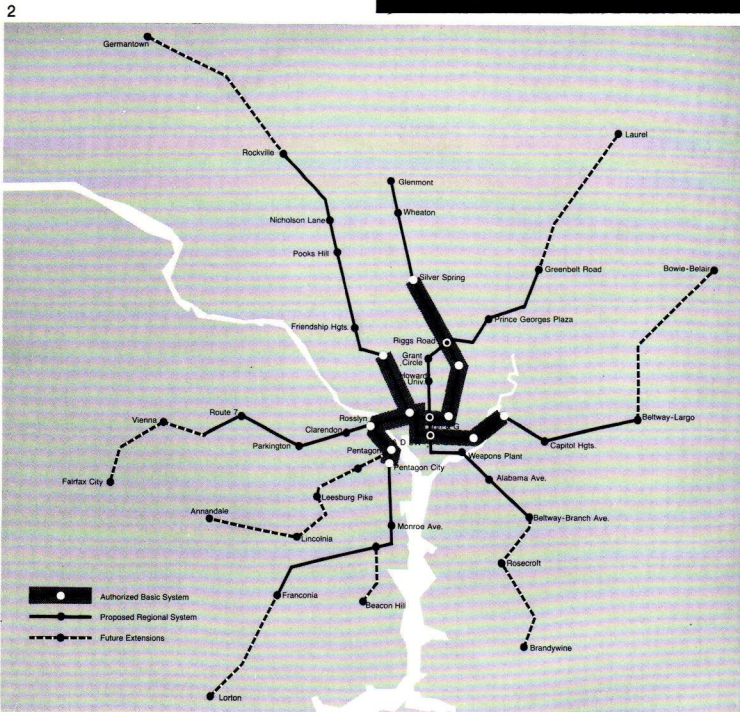 2
Germantown
Laurel
Rockville
Glenmont
Wheaton
Nicholson Lane
Pooks Hill
Greenbelt Road
Bowie-Belair
Silver Spring
Prince Georges Plaza
Friendship Hgts.
Riggs Road
Grant
Circle
Howard
Univ.
Route 7
Rosslyn
Beltway-Largo
Vienna
Clarendon
Capitol Hgts.
Parkington
Pentagon
Weapons Plant
Pentagon City
Fairfax City
Alabama Ave.
Leesburg Pike
Annandale
Beltway-Branch Ave.
Monroe Ave.
Lincolnia
Rosecroft
Authorized Basic System
Franconia
Beacon Hill
Proposed Regional System
Future Extensions
Brandywine
Lorton